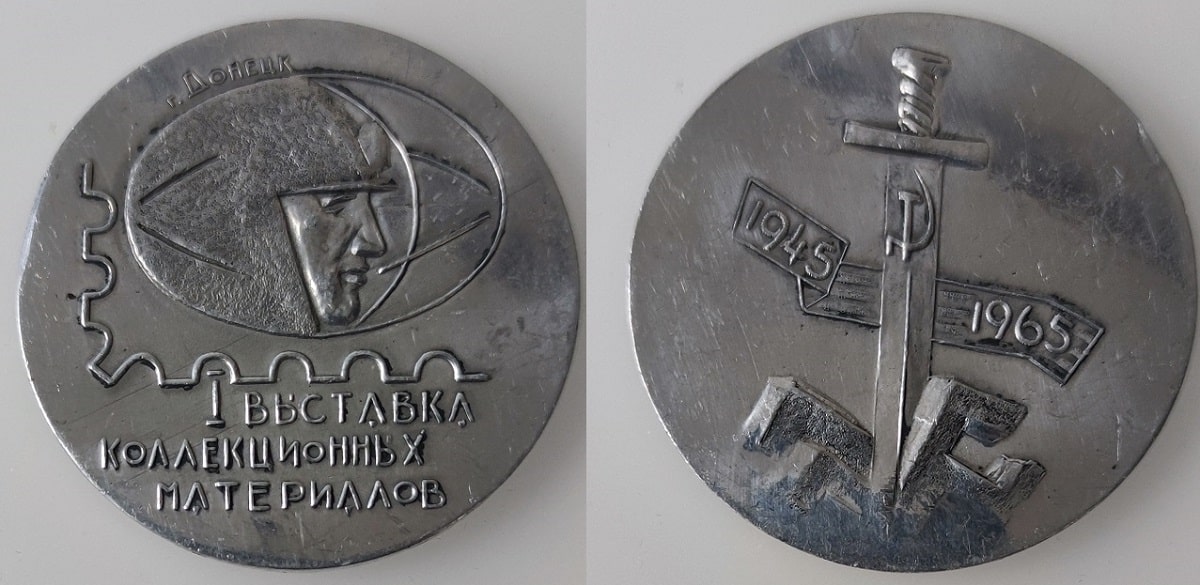 г. Донецк
I ВЫСТАВКА
КОЛЛЕКЦИОННЫХ
МАТЕРИАЛОВ
1945
1965